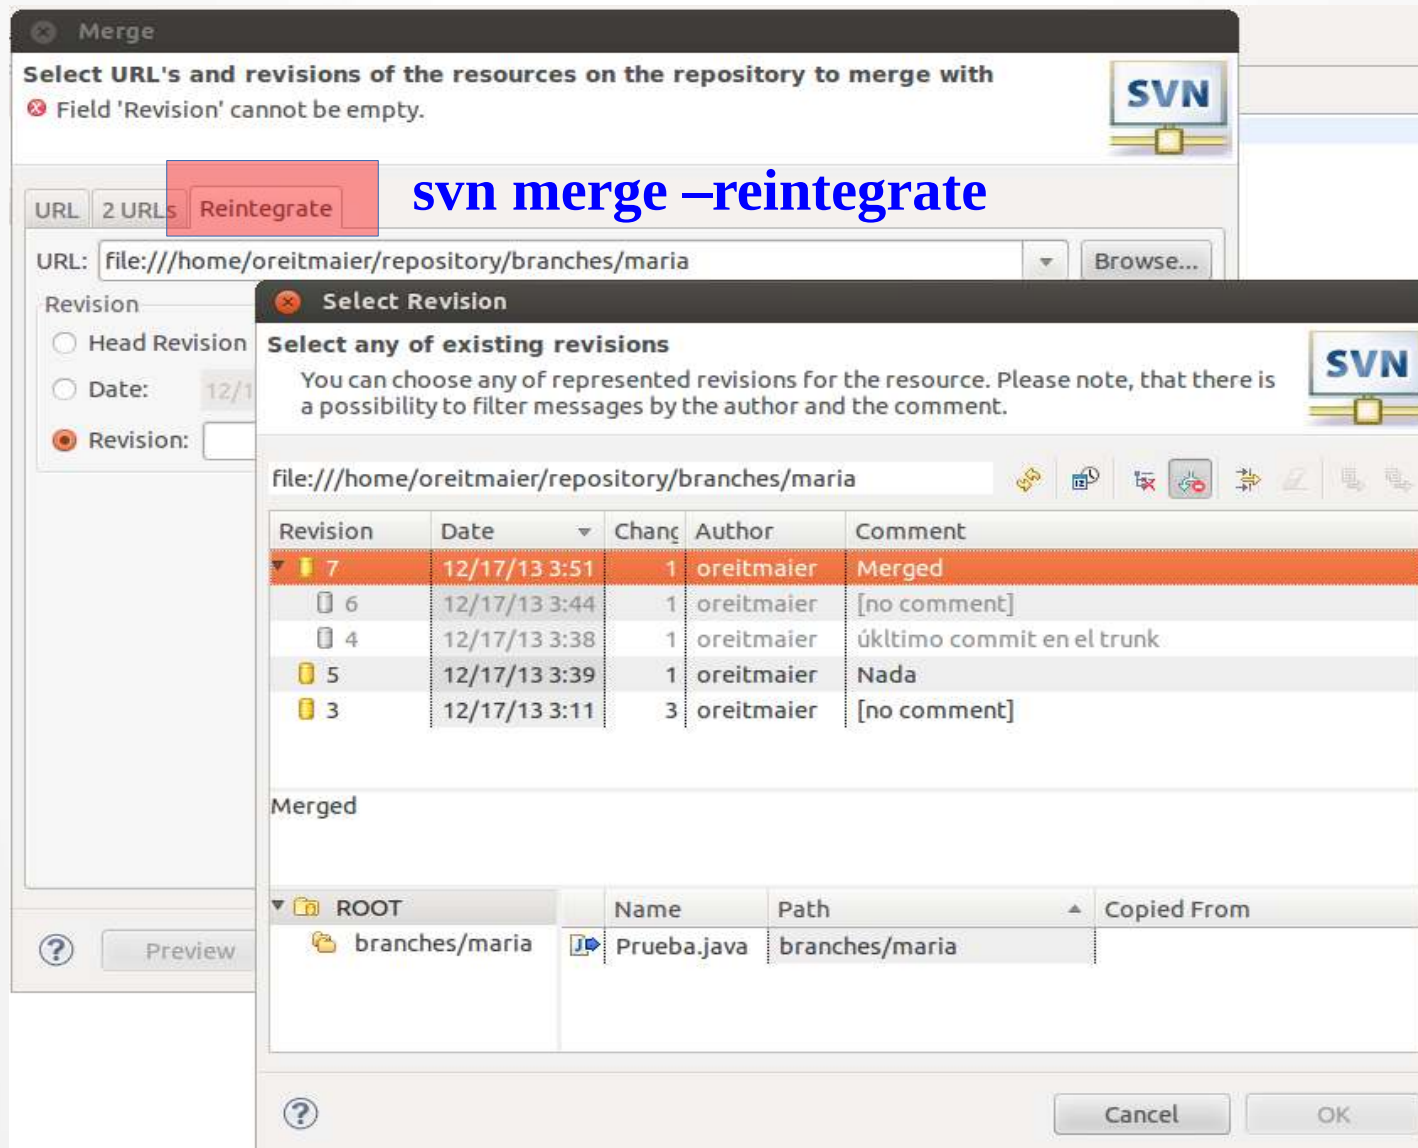 Merge
Select URL's and revisions of the resources on the repository to merge with
Field 'Revision' cannot be empty.
SVN
URL 2 URLs Reintegrate
svn merge –reintegrate
URL: file:///home/oreitmaier/repository/branches/maria Browse...
Revision
Head Revision
Date: 12/1
Revision:
Select Revision
Select any of existing revisions
You can choose any of represented revisions for the resource. Please note, that there is
a possibility to filter messages by the author and the comment.
SVN
file:///home/oreitmaier/repository/branches/maria
Revision Date Chang Author Comment
7 12/17/13 3:51 1 oreitmaier Merged
6 12/17/13 3:44 1 oreitmaier [no comment]
4 12/17/13 3:38 1 oreitmaier úkltimo commit en el trunk
5 12/17/13 3:39 1 oreitmaier Nada
3 12/17/13 3:11 3 oreitmaier [no comment]
Merged
ROOT Name Path Copied From
branches/maria Prueba.java branches/maria
Preview
Cancel OK